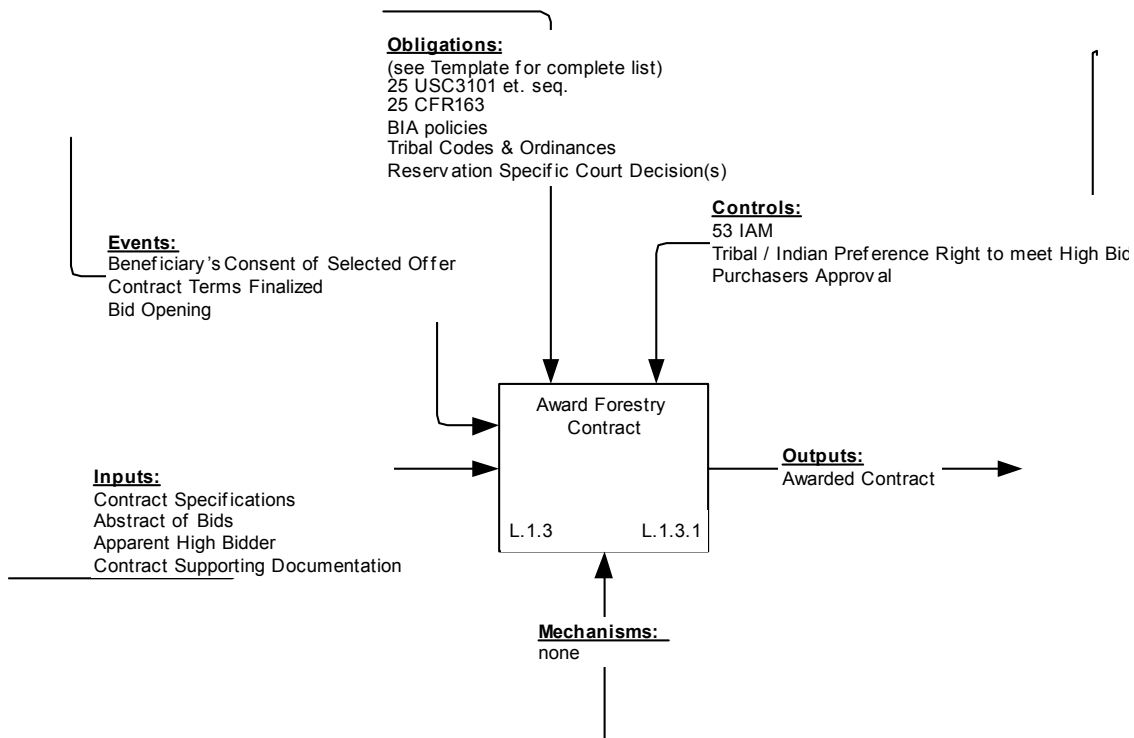 Obligations:
(see Template for complete list)
25 USC3101 et. seq.
25 CFR163
BIA policies
Tribal Codes & Ordinances
Reservation Specific Court Decision(s)
Controls:
53 IAM
Tribal / Indian Preference Right to meet High Bid
Purchasers Approval
Events:
Beneficiary's Consent of Selected Offer
Contract Terms Finalized
Bid Opening
Award Forestry
Contract
L.1.3 L.1.3.1
Inputs:
Contract Specifications
Abstract of Bids
Apparent High Bidder
Contract Supporting Documentation
Outputs:
Awarded Contract
Mechanisms:
none